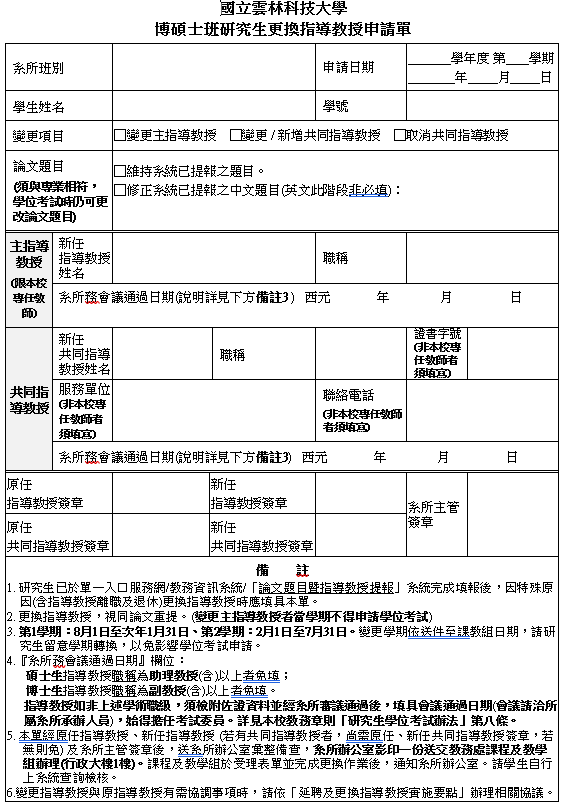 國立雲林科技大學
博碩士班研究生更換指導教授申請單
系所班別
申請日期
______學年度 第___學期
______年____月____日
學生姓名
學號
變更項目
□變更主指導教授 □變更 / 新增共同指導教授 □取消共同指導教授
論文題目
(須與專業相符，
學位考試時仍可更
改論文題目)
□維持系統已提報之題目。
□修正系統已提報之中文題目(英文此階段非必填)：
主指導
教授
(限本校
專任教
師)
新任
指導教授
姓名
職稱
系所務會議通過日期(說明詳見下方備註3 ) 西元 年 月 日
共同指
導教授
新任
共同指導
教授姓名
職稱
證書字號
(非本校專
任教師者
須填寫)
服務單位
(非本校專
任教師者
須填寫)
聯絡電話
(非本校專任教師
者須填寫)
系所務會議通過日期(說明詳見下方備註3) 西元 年 月 日
原任
指導教授簽章
新任
指導教授簽章
系所主管
簽章
原任
共同指導教授簽章
新任
共同指導教授簽章
備 註
1. 研究生已於單一入口服務網/教務資訊系統/「論文題目暨指導教授提報」系統完成填報後，因特殊原
因(含指導教授離職及退休)更換指導教授時應填具本單。
2. 更換指導教授，視同論文重提。(變更主指導教授者當學期不得申請學位考試)
3. 第1學期：8月1日至次年1月31日、第2學期：2月1日至7月31日。變更學期依送件至課教組日期，請研
究生留意學期轉換，以免影響學位考試申請。
4.『系所務會議通過日期』欄位：
碩士生指導教授職稱為助理教授(含)以上者免填；
博士生指導教授職稱為副教授(含)以上者免填。
指導教授如非上述學術職級，須檢附佐證資料並經系所審議通過後，填具會議通過日期(會議請洽所
屬系所承辦人員)，始得擔任考試委員。詳見本校教務章則「研究生學位考試辦法」第八條。
5. 本單經原任指導教授、新任指導教授 (若有共同指導教授者，尚需原任、新任共同指導教授簽章，若
無則免) 及系所主管簽章後，送系所辦公室彙整備查，系所辦公室影印一份送交教務處課程及教學
組辦理(行政大樓1樓)。課程及教學組於受理表單並完成更換作業後，通知系所辦公室。請學生自行
上系統查詢檢核。
6.變更指導教授與原指導教授有需協調事項時，請依「延聘及更換指導教授實施要點」辦理相關協議。